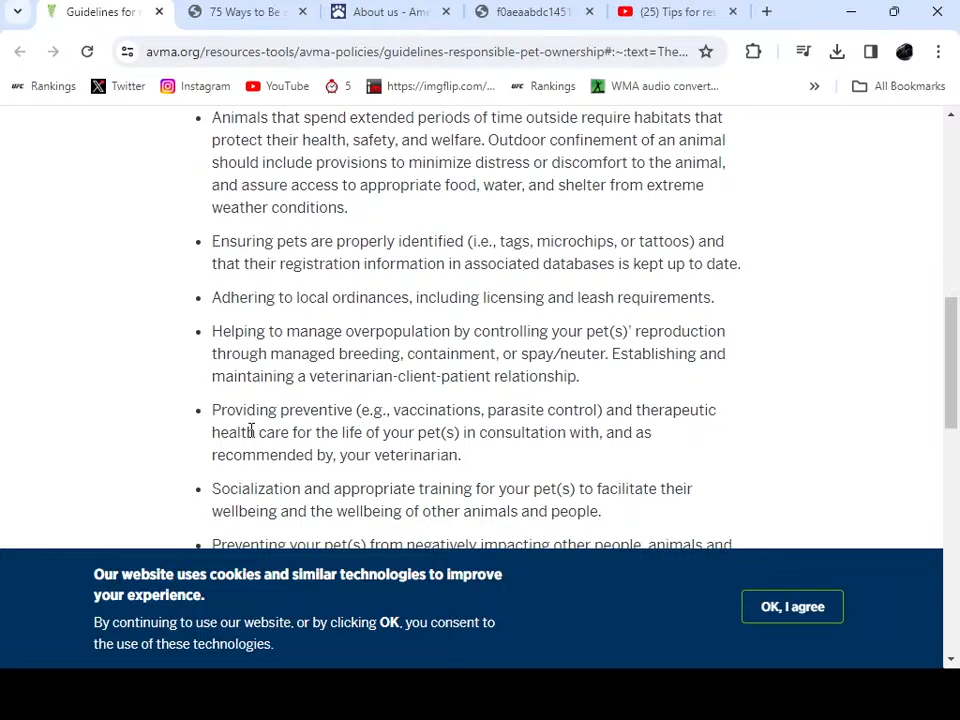 Guidelines for r
75 Ways to Be a
About us - Ame
f0aeaabdc1451
(25) Tips for res
avma.org/resources-tools/avma-policies/guidelines-responsible-pet-ownership#:~:text=The...
Rankings
Twitter
Instagram
YouTube
5
https://imgflip.com/...
Rankings
WMA audio convert...
»
All Bookmarks
• Animals that spend extended periods of time outside require habitats that
protect their health, safety, and welfare. Outdoor confinement of an animal
should include provisions to minimize distress or discomfort to the animal,
and assure access to appropriate food, water, and shelter from extreme
weather conditions.
• Ensuring pets are properly identified (i.e., tags, microchips, or tattoos) and
that their registration information in associated databases is kept up to date.
• Adhering to local ordinances, including licensing and leash requirements.
• Helping to manage overpopulation by controlling your pet(s)' reproduction
through managed breeding, containment, or spay/neuter. Establishing and
maintaining a veterinarian-client-patient relationship.
• Providing preventive (e.g., vaccinations, parasite control) and therapeutic
health care for the life of your pet(s) in consultation with, and as
recommended by, your veterinarian.
• Socialization and appropriate training for your pet(s) to facilitate their
wellbeing and the wellbeing of other animals and people.
• Preventing your pet(s) from negatively impacting other people, animals and
Our website uses cookies and similar technologies to improve
your experience.
By continuing to use our website, or by clicking OK, you consent to
the use of these technologies.
OK, I agree